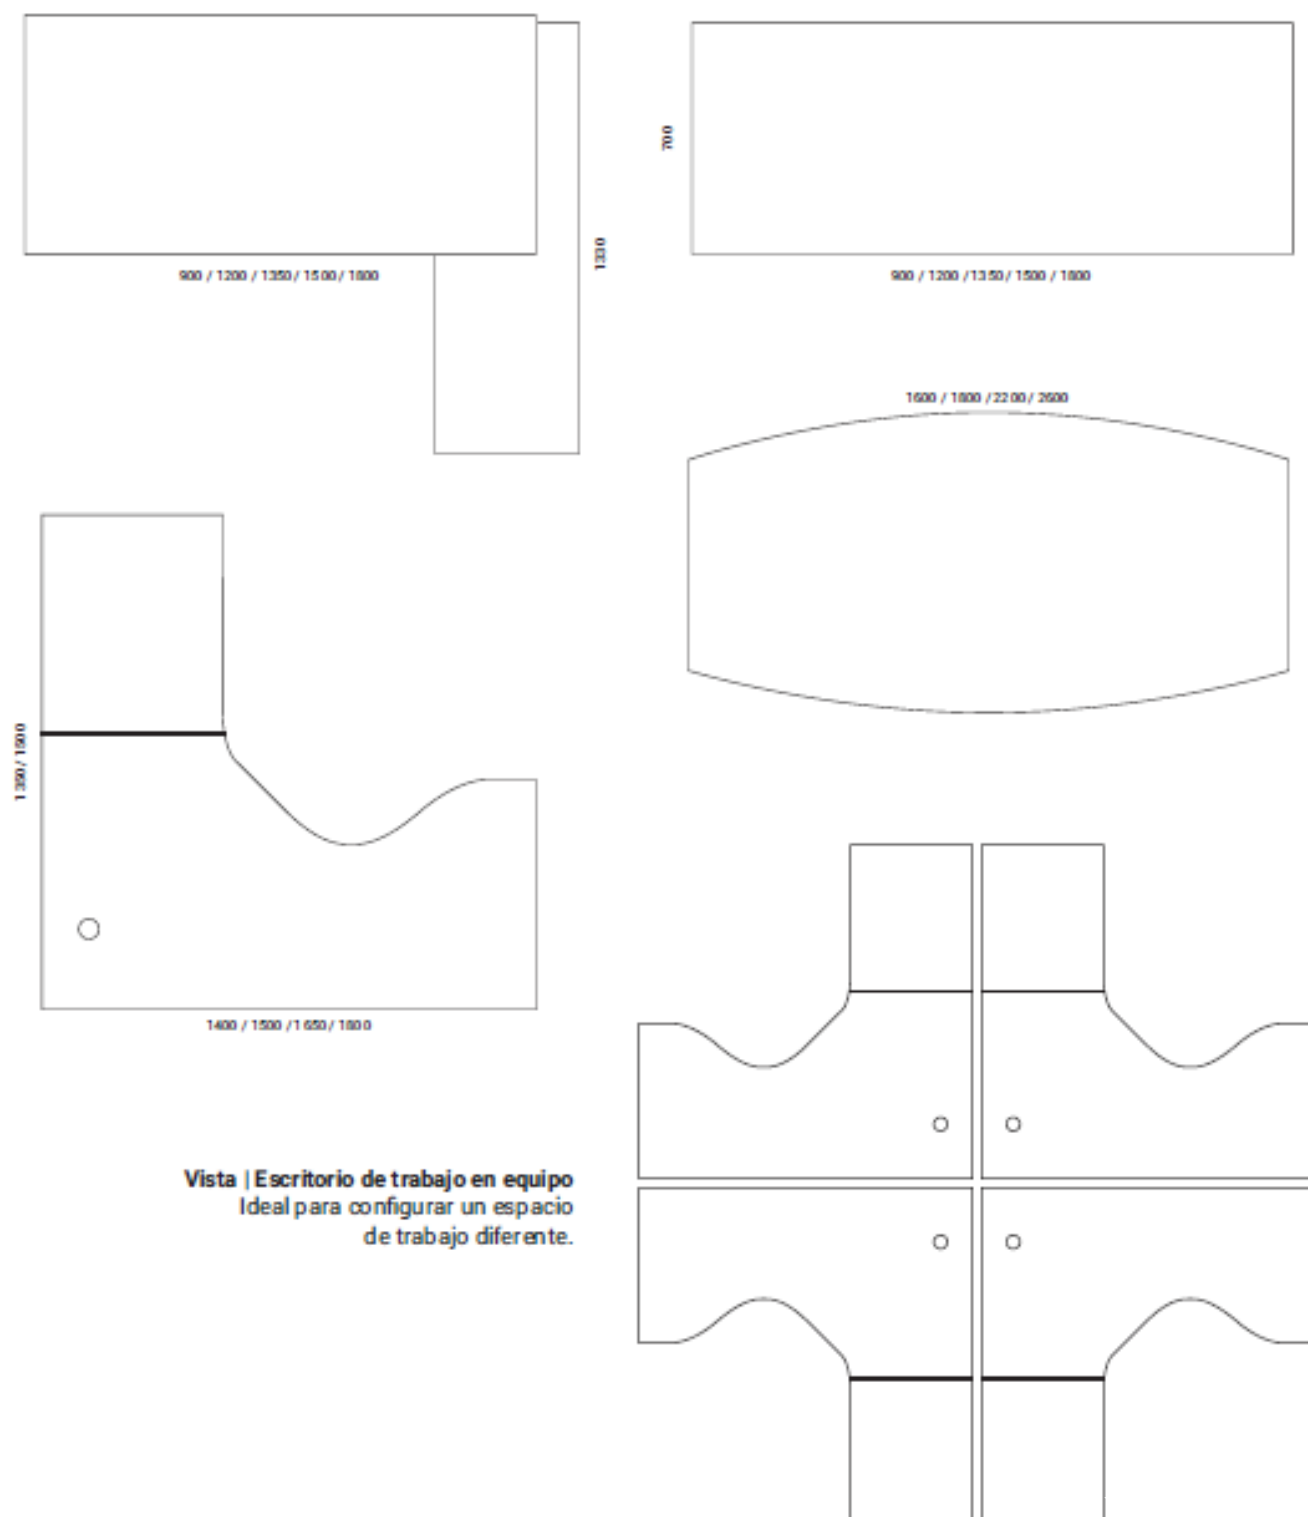 900 / 1200 / 1350 / 1500 / 1800
1330
700
900 / 1200 / 1350 / 1500 / 1800
1600 / 1800 / 2200 / 2600
1350 / 1500
1400 / 1500 / 1650 / 1800
Vista | Escritorio de trabajo en equipo
Ideal para configurar un espacio
de trabajo diferente.